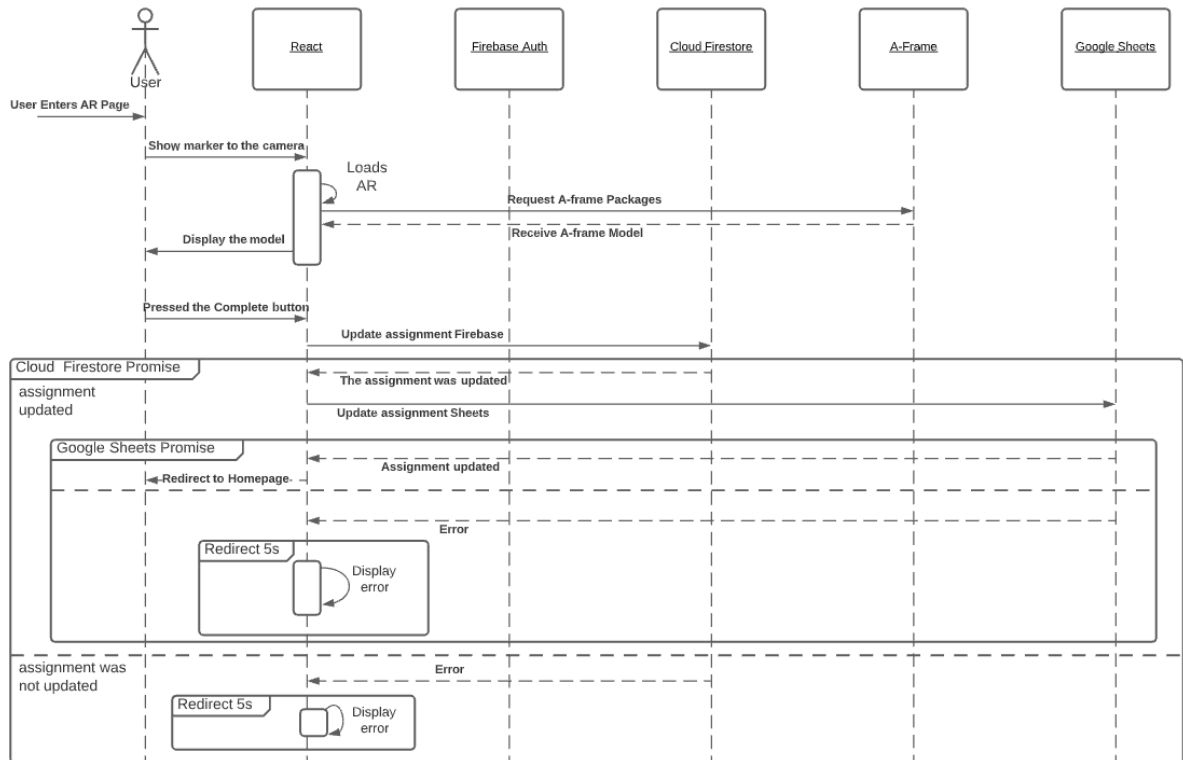 User
React
Firebase Auth
Cloud Firestore
A-Frame
Google Sheets
User Enters AR Page
Show marker to the camera
Loads
AR
Request A-frame Packages
Receive A-frame Model
Display the model
Pressed the Complete button
Update assignment Firebase
Cloud Firestore Promise
The assignment was updated
assignment
updated
Update assignment Sheets
Google Sheets Promise
Assignment updated
Redirect to Homepage
Error
Redirect 5s
Display
error
assignment was
not updated
Error
Redirect 5s
Display
error